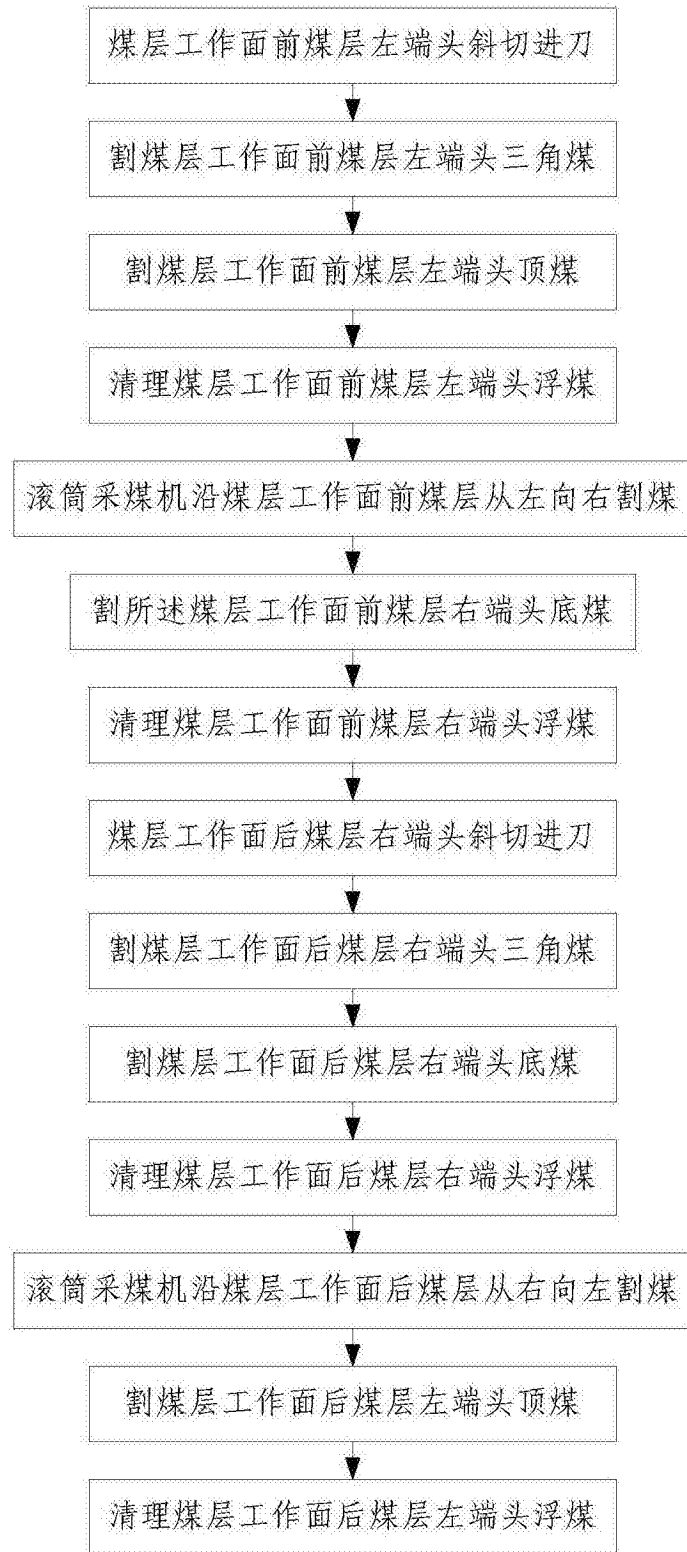 煤层工作面前煤层左端头斜切进刀
割煤层工作面前煤层左端头三角煤
割煤层工作面前煤层左端头顶煤
清理煤层工作面前煤层左端头浮煤
滚筒采煤机沿煤层工作面前煤层从左向右割煤
割所述煤层工作面前煤层右端头底煤
清理煤层工作面前煤层右端头浮煤
煤层工作面后煤层右端头斜切进刀
割煤层工作面后煤层右端头三角煤
割煤层工作面后煤层右端头底煤
清理煤层工作面后煤层右端头浮煤
滚筒采煤机沿煤层工作面后煤层从右向左割煤
割煤层工作面后煤层左端头顶煤
清理煤层工作面后煤层左端头浮煤